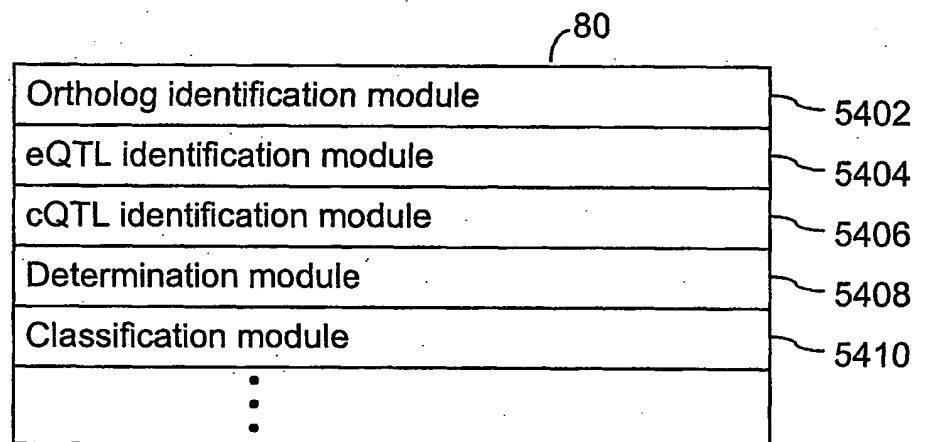 80
Ortholog identification module 5402
eQTL identification module 5404
cQTL identification module 5406
Determination module 5408
Classification module 5410